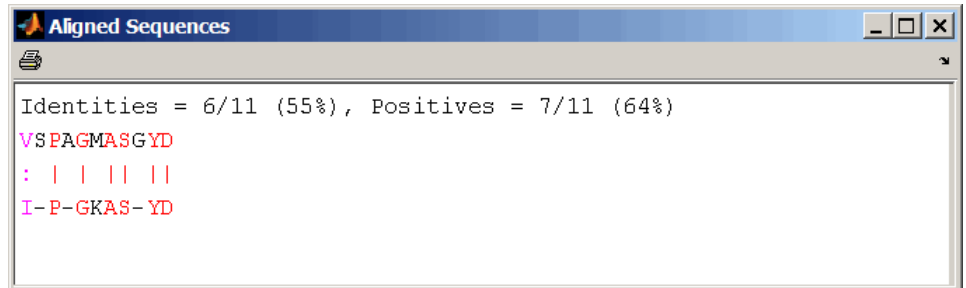 Aligned Sequences
Identities = 6/11 (55%), Positives = 7/11 (64%)
VSPAGMASGYD
: | | || ||
I-P-GKAS-YD